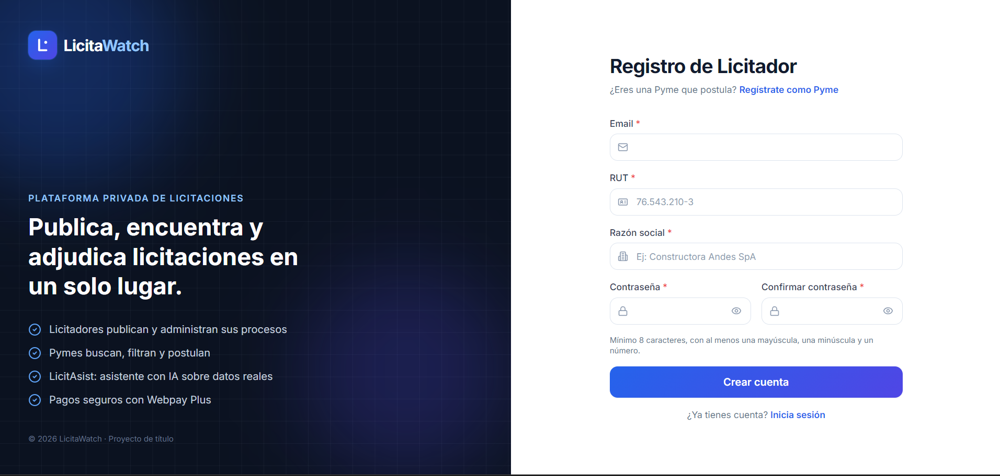 LicitaWatch
PLATAFORMA PRIVADA DE LICITACIONES
Publica, encuentra y
adjudica licitaciones en
un solo lugar.
Licitadores publican y administran sus procesos
Pymes buscan, filtran y postulan
LicitAsist: asistente con IA sobre datos reales
Pagos seguros con Webpay Plus
© 2026 LicitaWatch · Proyecto de título
Registro de Licitador
¿Eres una Pyme que postula? Regístrate como Pyme
Email *
RUT *
76.543.210-3
Razón social *
Ej: Constructora Andes SpA
Contraseña * Confirmar contraseña *
Mínimo 8 caracteres, con al menos una mayúscula, una minúscula y un
número.
Crear cuenta
¿Ya tienes cuenta? Inicia sesión